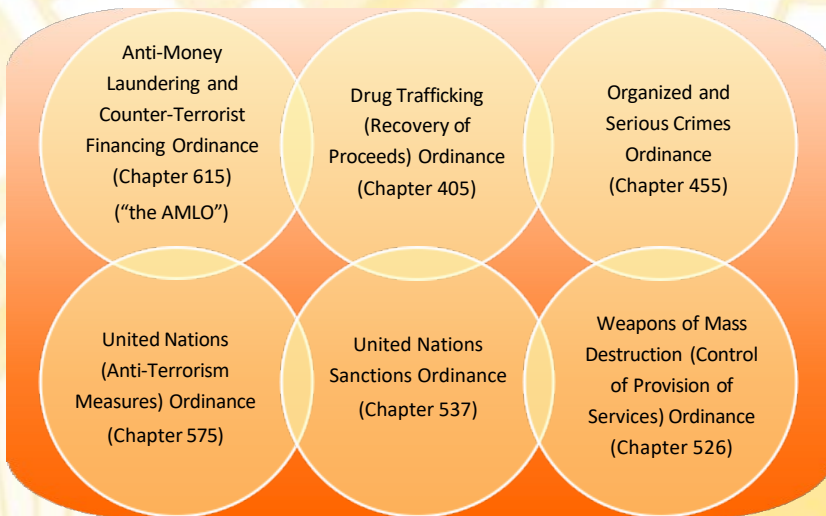 Anti-Money
Laundering and
Counter-Terrorist
Financing Ordinance
(Chapter 615)
(“the AMLO”)
Drug Trafficking
(Recovery of
Proceeds) Ordinance
(Chapter 405)
Organized and
Serious Crimes
Ordinance
(Chapter 455)
United Nations
(Anti-Terrorism
Measures) Ordinance
(Chapter 575)
United Nations
Sanctions Ordinance
(Chapter 537)
Weapons of Mass
Destruction (Control
of Provision of
Services) Ordinance
(Chapter 526)